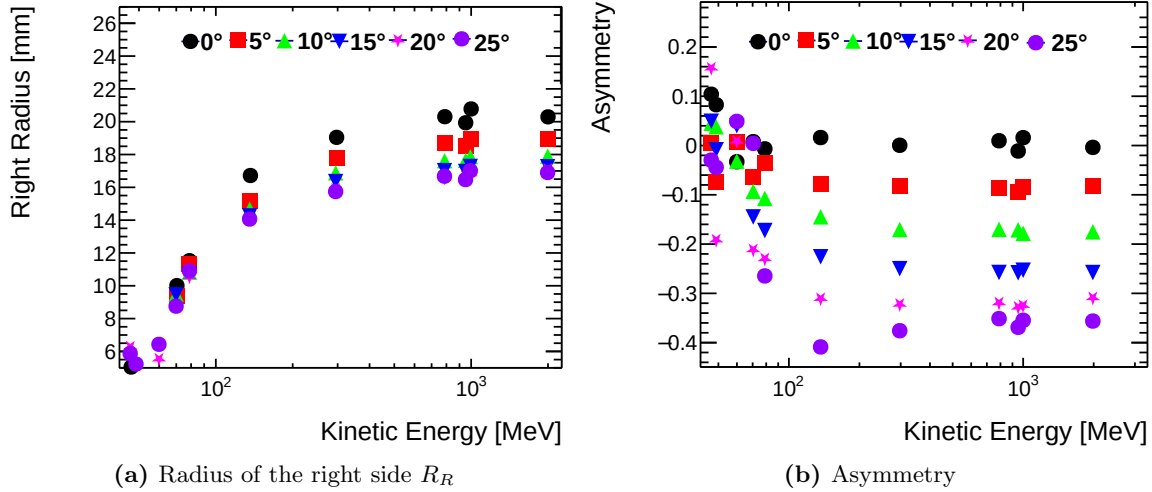 26
24
22
20
18
16
14
12
10
8
6
Right Radius [mm]
0° 5° 10° 15° 20° 25°
10² 10³
Kinetic Energy [MeV]
(a) Radius of the right side R_R
0.2
0.1
0
−0.1
−0.2
−0.3
−0.4
Asymmetry
0° 5° 10° 15° 20° 25°
10² 10³
Kinetic Energy [MeV]
(b) Asymmetry